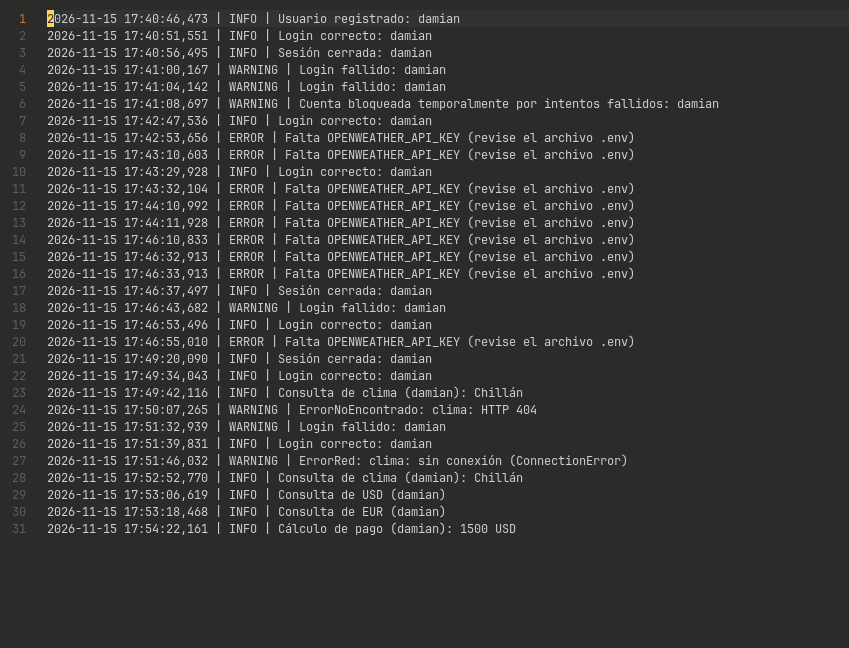 1 2026-11-15 17:40:46,473 | INFO | Usuario registrado: damian
2 2026-11-15 17:40:51,551 | INFO | Login correcto: damian
3 2026-11-15 17:40:56,495 | INFO | Sesión cerrada: damian
4 2026-11-15 17:41:00,167 | WARNING | Login fallido: damian
5 2026-11-15 17:41:04,142 | WARNING | Login fallido: damian
6 2026-11-15 17:41:08,697 | WARNING | Cuenta bloqueada temporalmente por intentos fallidos: damian
7 2026-11-15 17:42:47,536 | INFO | Login correcto: damian
8 2026-11-15 17:42:53,656 | ERROR | Falta OPENWEATHER_API_KEY (revise el archivo .env)
9 2026-11-15 17:43:10,603 | ERROR | Falta OPENWEATHER_API_KEY (revise el archivo .env)
10 2026-11-15 17:43:29,928 | INFO | Login correcto: damian
11 2026-11-15 17:43:32,104 | ERROR | Falta OPENWEATHER_API_KEY (revise el archivo .env)
12 2026-11-15 17:44:10,992 | ERROR | Falta OPENWEATHER_API_KEY (revise el archivo .env)
13 2026-11-15 17:44:11,928 | ERROR | Falta OPENWEATHER_API_KEY (revise el archivo .env)
14 2026-11-15 17:46:10,833 | ERROR | Falta OPENWEATHER_API_KEY (revise el archivo .env)
15 2026-11-15 17:46:32,913 | ERROR | Falta OPENWEATHER_API_KEY (revise el archivo .env)
16 2026-11-15 17:46:33,913 | ERROR | Falta OPENWEATHER_API_KEY (revise el archivo .env)
17 2026-11-15 17:46:37,497 | INFO | Sesión cerrada: damian
18 2026-11-15 17:46:43,682 | WARNING | Login fallido: damian
19 2026-11-15 17:46:53,496 | INFO | Login correcto: damian
20 2026-11-15 17:46:55,010 | ERROR | Falta OPENWEATHER_API_KEY (revise el archivo .env)
21 2026-11-15 17:49:20,090 | INFO | Sesión cerrada: damian
22 2026-11-15 17:49:34,043 | INFO | Login correcto: damian
23 2026-11-15 17:49:42,116 | INFO | Consulta de clima (damian): Chillán
24 2026-11-15 17:50:07,265 | WARNING | ErrorNoEncontrado: clima: HTTP 404
25 2026-11-15 17:51:32,939 | WARNING | Login fallido: damian
26 2026-11-15 17:51:39,831 | INFO | Login correcto: damian
27 2026-11-15 17:51:46,032 | WARNING | ErrorRed: clima: sin conexión (ConnectionError)
28 2026-11-15 17:52:52,770 | INFO | Consulta de clima (damian): Chillán
29 2026-11-15 17:53:06,619 | INFO | Consulta de USD (damian)
30 2026-11-15 17:53:18,468 | INFO | Consulta de EUR (damian)
31 2026-11-15 17:54:22,161 | INFO | Cálculo de pago (damian): 1500 USD